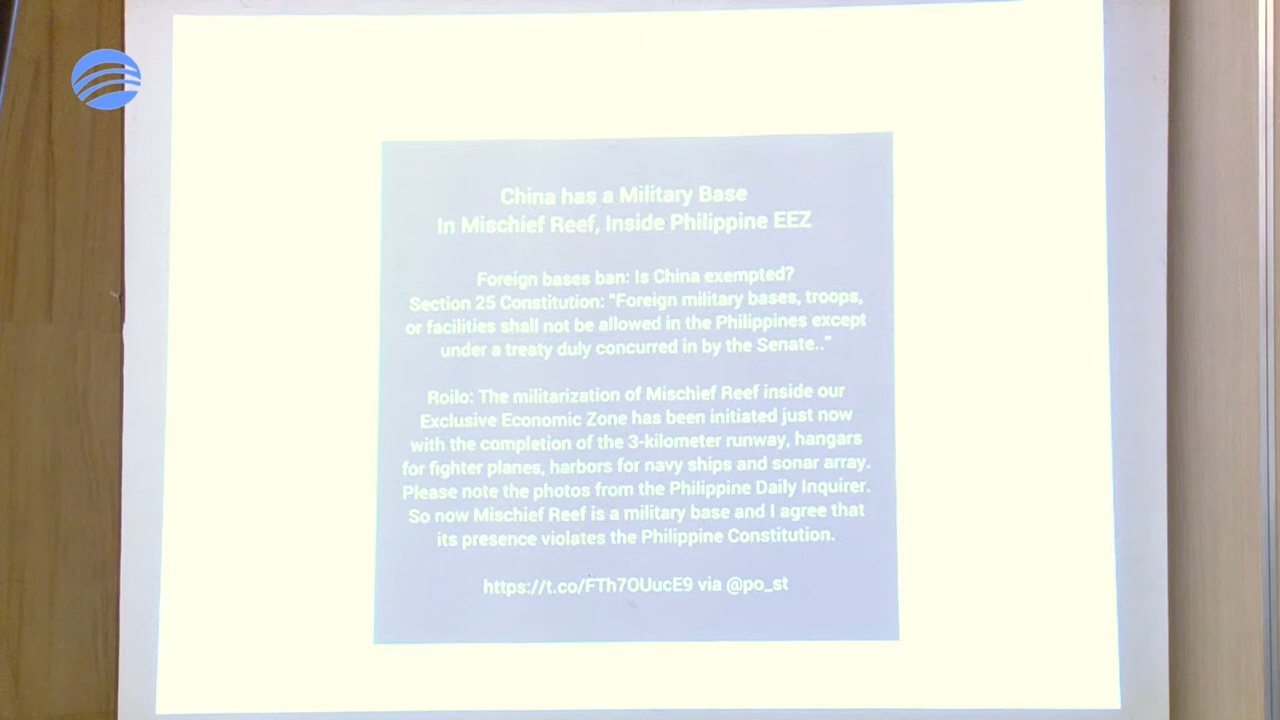 China has a Military Base
In Mischief Reef, Inside Philippine EEZ
Foreign bases ban: Is China exempted?
Section 25 Constitution: "Foreign military bases, troops,
or facilities shall not be allowed in the Philippines except
under a treaty duly concurred in by the Senate.."
Roilo: The militarization of Mischief Reef inside our
Exclusive Economic Zone has been initiated just now
with the completion of the 3-kilometer runway, hangars
for fighter planes, harbors for navy ships and sonar array.
Please note the photos from the Philippine Daily Inquirer.
So now Mischief Reef is a military base and I agree that
its presence violates the Philippine Constitution.
https://t.co/FTh7OUucE9 via @po_st